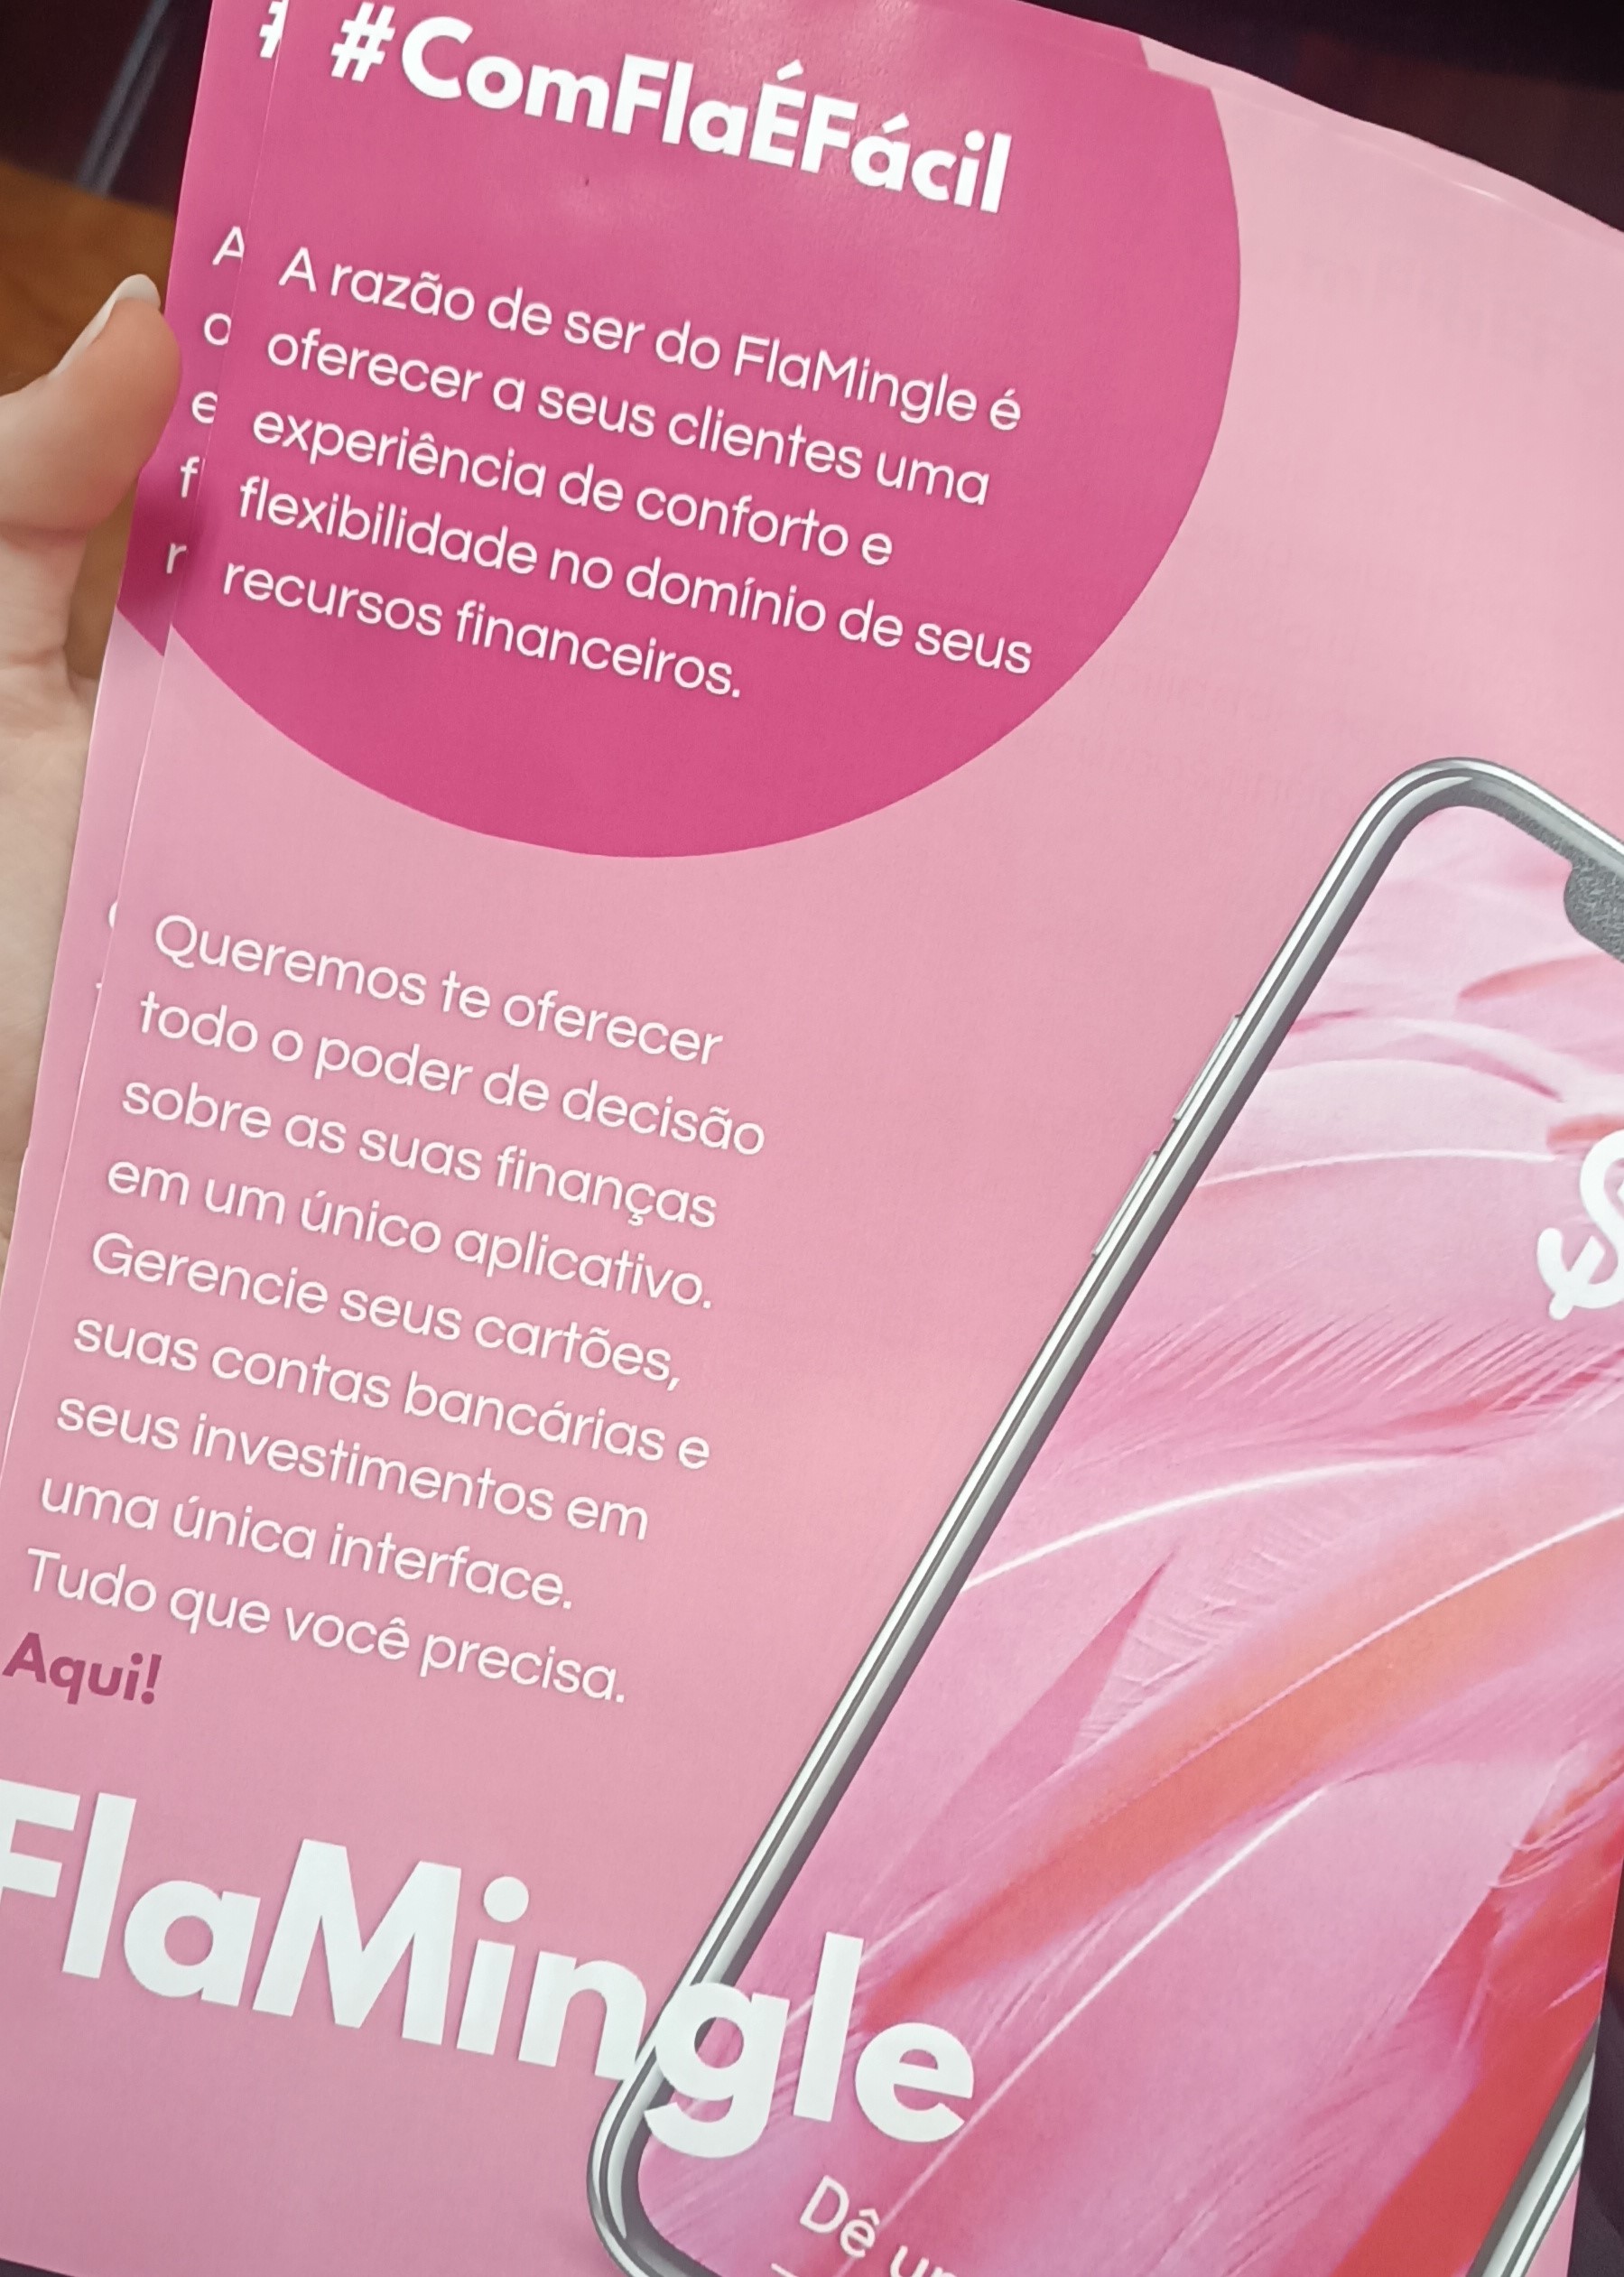 #ComFlaÉFácil
A razão de ser do FlaMingle é
oferecer a seus clientes uma
experiência de conforto e
flexibilidade no domínio de seus
recursos financeiros.
Queremos te oferecer
todo o poder de decisão
sobre as suas finanças
em um único aplicativo.
Gerencie seus cartões,
suas contas bancárias e
seus investimentos em
uma única interface.
Tudo que você precisa.
Aqui!
$
FlaMingle
Dê